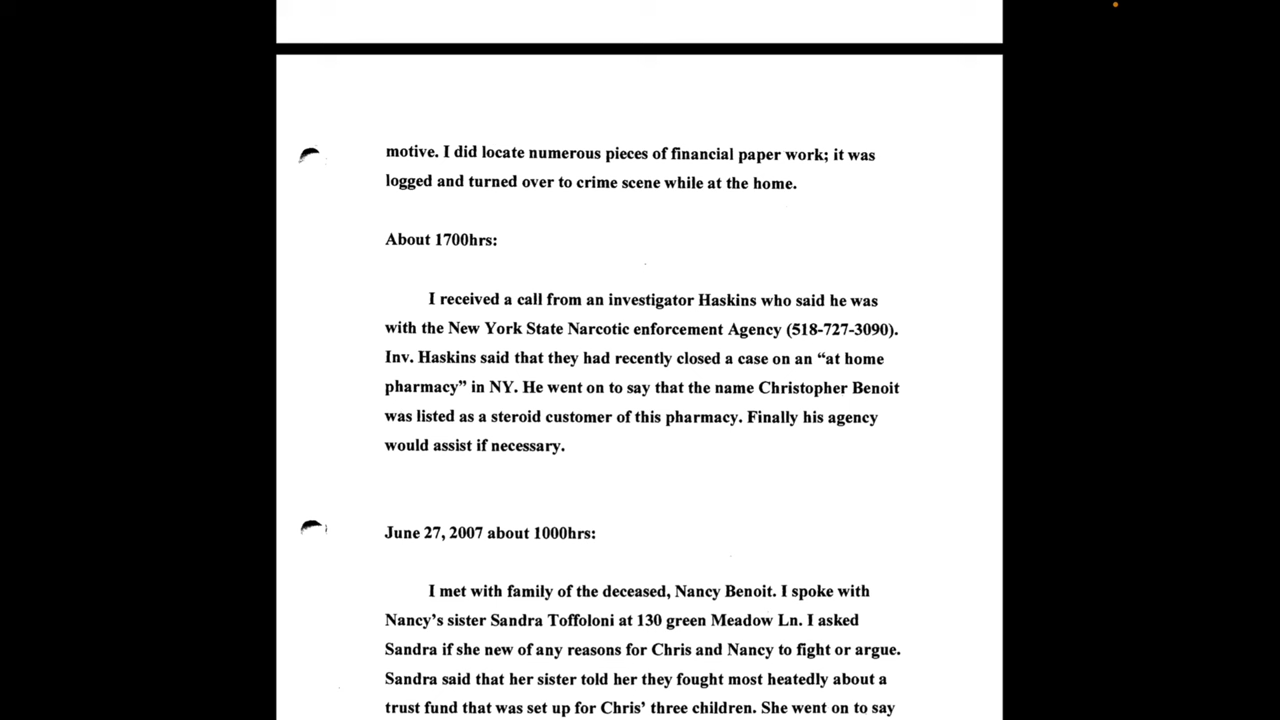 motive. I did locate numerous pieces of financial paper work; it was
logged and turned over to crime scene while at the home.
About 1700hrs:
I received a call from an investigator Haskins who said he was
with the New York State Narcotic enforcement Agency (518-727-3090).
Inv. Haskins said that they had recently closed a case on an “at home
pharmacy” in NY. He went on to say that the name Christopher Benoit
was listed as a steroid customer of this pharmacy. Finally his agency
would assist if necessary.
June 27, 2007 about 1000hrs:
I met with family of the deceased, Nancy Benoit. I spoke with
Nancy’s sister Sandra Toffoloni at 130 green Meadow Ln. I asked
Sandra if she new of any reasons for Chris and Nancy to fight or argue.
Sandra said that her sister told her they fought most heatedly about a
trust fund that was set up for Chris’ three children. She went on to say